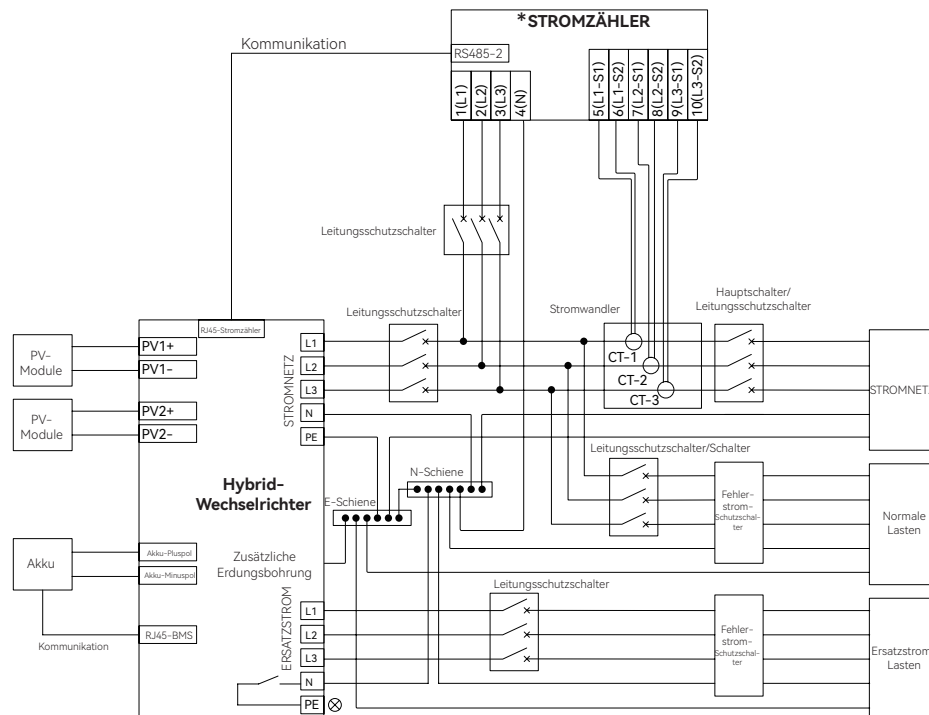 *STROMZÄHLER
Kommunikation
RS485-2
1(L1)
2(L2)
3(L3)
4(N)
5(L1-S1)
6(L1-S2)
7(L2-S1)
8(L2-S2)
9(L3-S1)
10(L3-S2)
Leitungsschutzschalter
Leitungsschutzschalter
Stromwandler
Hauptschalter/
Leitungsschutzschalter
RJ45-Stromzähler
PV-
Module
PV1+
PV1-
PV-
Module
PV2+
PV2-
STROMNETZ
L1
L2
L3
N
PE
CT-1
CT-2
CT-3
STROMNETZ
Hybrid-
Wechselrichter
E-Schiene
N-Schiene
Leitungsschutzschalter/Schalter
Fehler-
strom-
Schutzschal-
ter
Normale
Lasten
Akku
Akku-Pluspol
Akku-Minuspol
Zusätzliche
Erdungsbohrung
Kommunikation
RJ45-BMS
ERSATZSTROM
L1
L2
L3
N
PE
Leitungsschutzschalter
Fehler-
strom-
Schutzschal-
ter
Ersatzstrom
Lasten